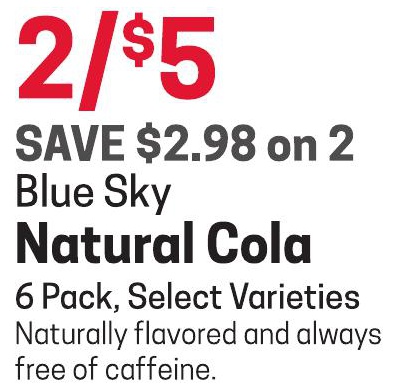 2/$5
SAVE $2.98 on 2
Blue Sky
Natural Cola
6 Pack, Select Varieties
Naturally flavored and always
free of caffeine.